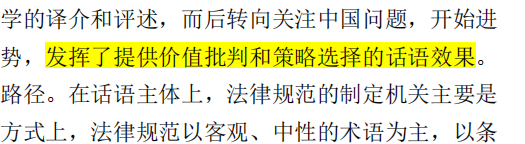 学的译介和评述，而后转向关注中国问题，开始进
势，发挥了提供价值批判和策略选择的话语效果。
路径。在话语主体上，法律规范的制定机关主要是
方式上，法律规范以客观、中性的术语为主，以条